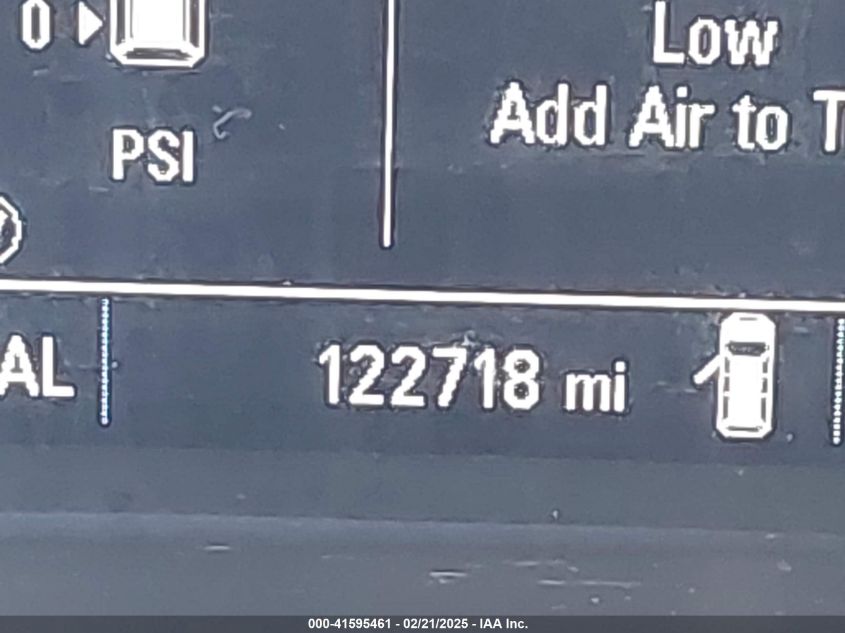 0
PSI
Low
Add Air to T
AL
122718 mi
000-41595461 - 02/21/2025 - IAA Inc.